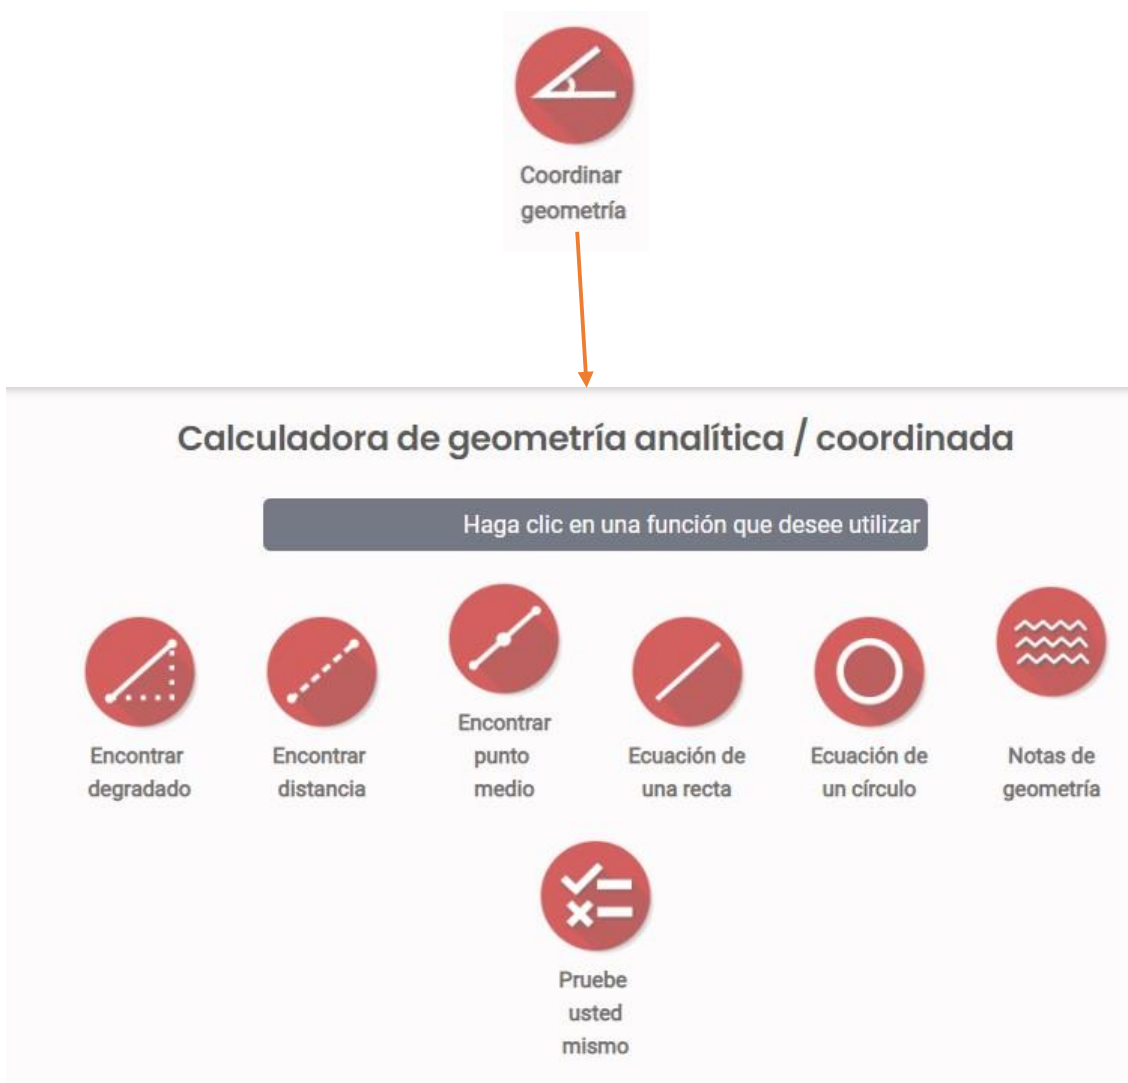 Coordinar
geometría
Calculadora de geometría analítica / coordinada
Haga clic en una función que desee utilizar
Encontrar
degradado
Encontrar
distancia
Encontrar
punto
medio
Ecuación de
una recta
Ecuación de
un círculo
Notas de
geometría
Pruebe
usted
mismo